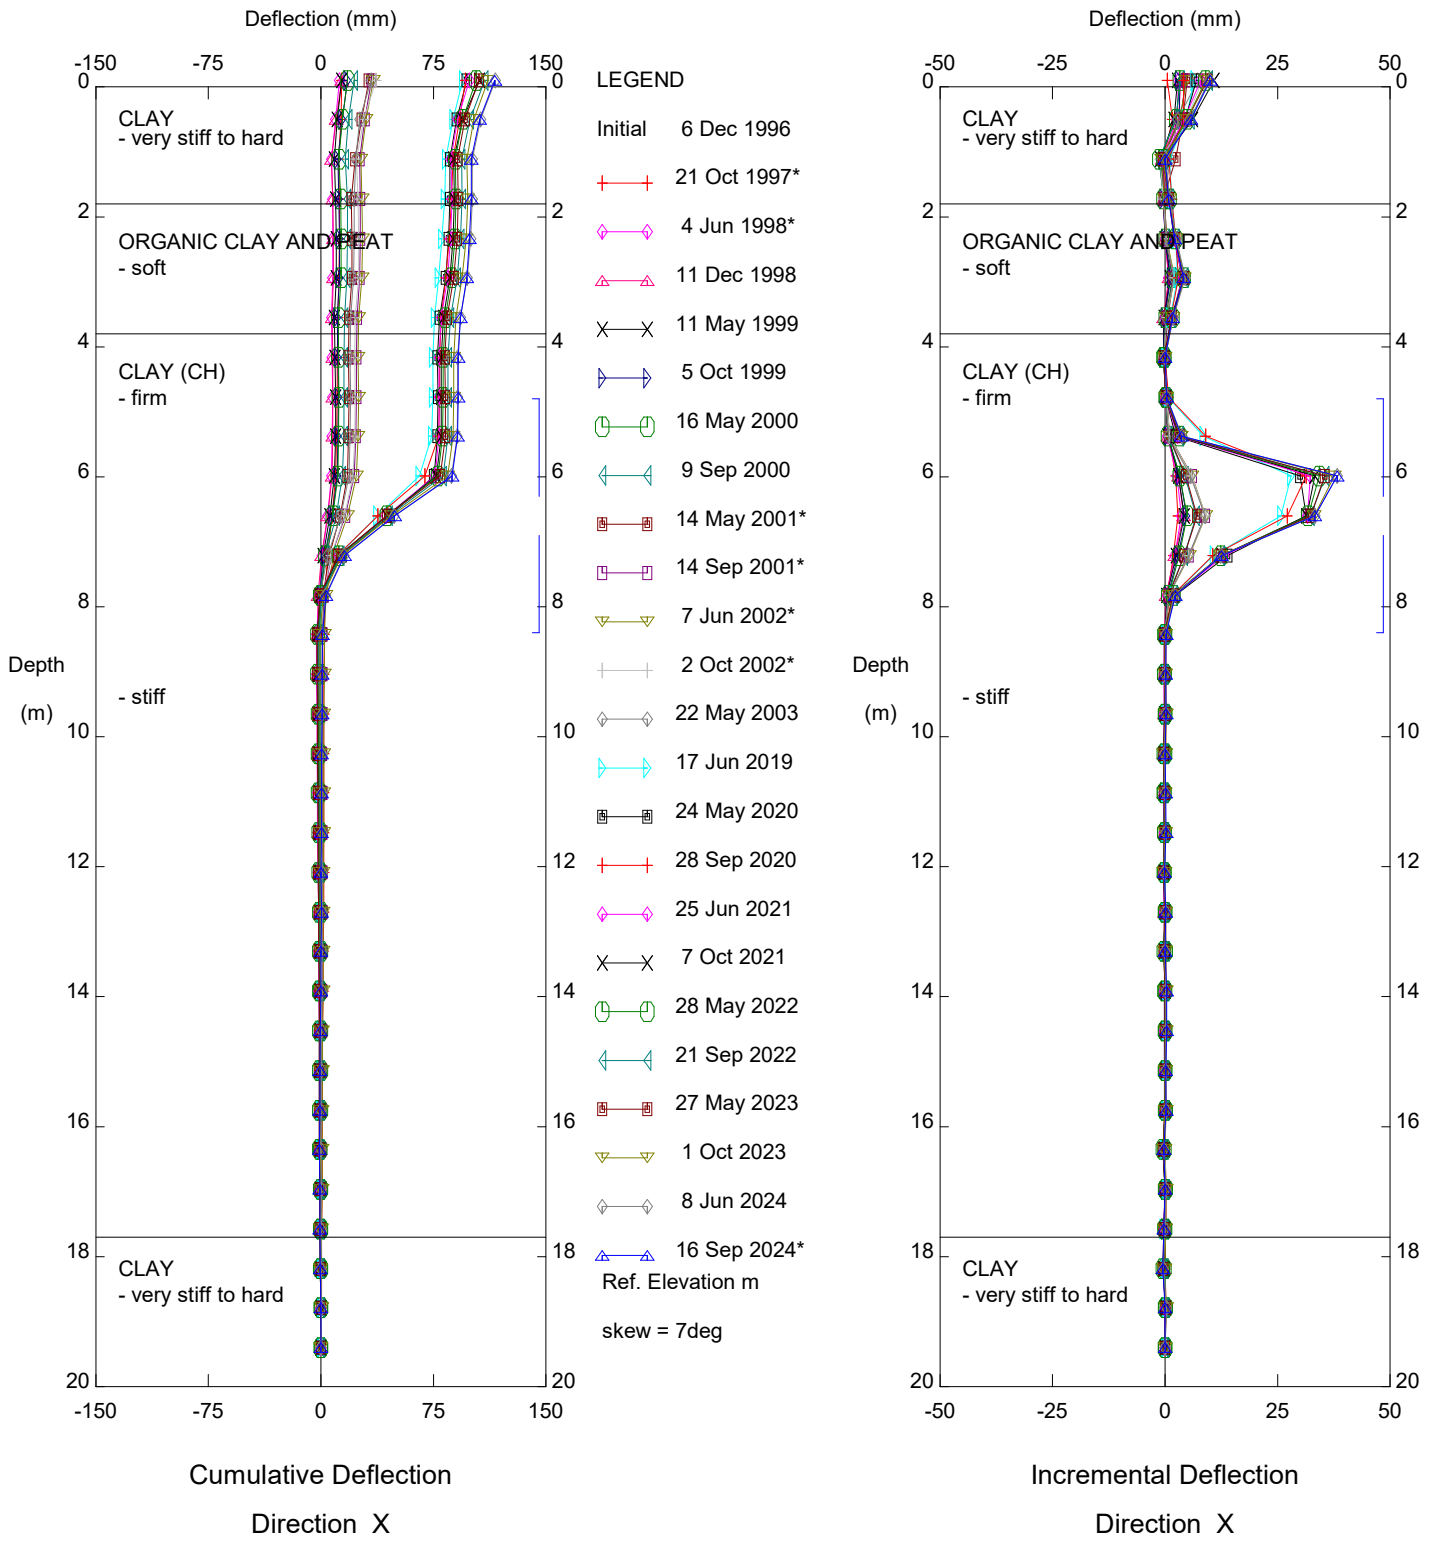 Deflection (mm)
-150 -75 0 75 150
0 0
CLAY
- very stiff to hard
2 2
ORGANIC CLAY AND PEAT
- soft
4 4
CLAY (CH)
- firm
6 6
8 8
Depth
(m)
- stiff
10 10
12 12
14 14
16 16
18 18
CLAY
- very stiff to hard
20 20
-150 -75 0 75 150
Cumulative Deflection
Direction X
LEGEND
Initial 6 Dec 1996
21 Oct 1997*
4 Jun 1998*
11 Dec 1998
11 May 1999
5 Oct 1999
16 May 2000
9 Sep 2000
14 May 2001*
14 Sep 2001*
7 Jun 2002*
2 Oct 2002*
22 May 2003
17 Jun 2019
24 May 2020
28 Sep 2020
25 Jun 2021
7 Oct 2021
28 May 2022
21 Sep 2022
27 May 2023
1 Oct 2023
8 Jun 2024
16 Sep 2024*
Ref. Elevation m
skew = 7deg
Deflection (mm)
-50 -25 0 25 50
0 0
CLAY
- very stiff to hard
2 2
ORGANIC CLAY AND PEAT
- soft
4 4
CLAY (CH)
- firm
6 6
8 8
Depth
(m)
- stiff
10 10
12 12
14 14
16 16
18 18
CLAY
- very stiff to hard
20 20
-50 -25 0 25 50
Incremental Deflection
Direction X